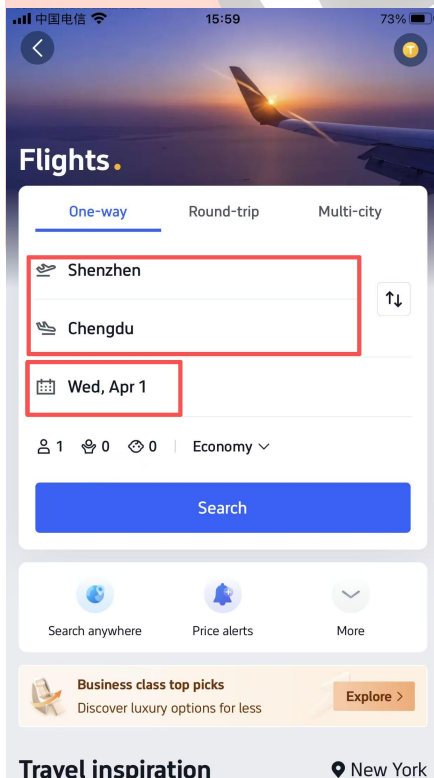 中国电信 15:59 73%
T
Flights.
One-way Round-trip Multi-city
Shenzhen
Chengdu
Wed, Apr 1
1 0 0 Economy
Search
Search anywhere Price alerts More
Business class top picks
Discover luxury options for less
Explore >
Travel inspiration New York